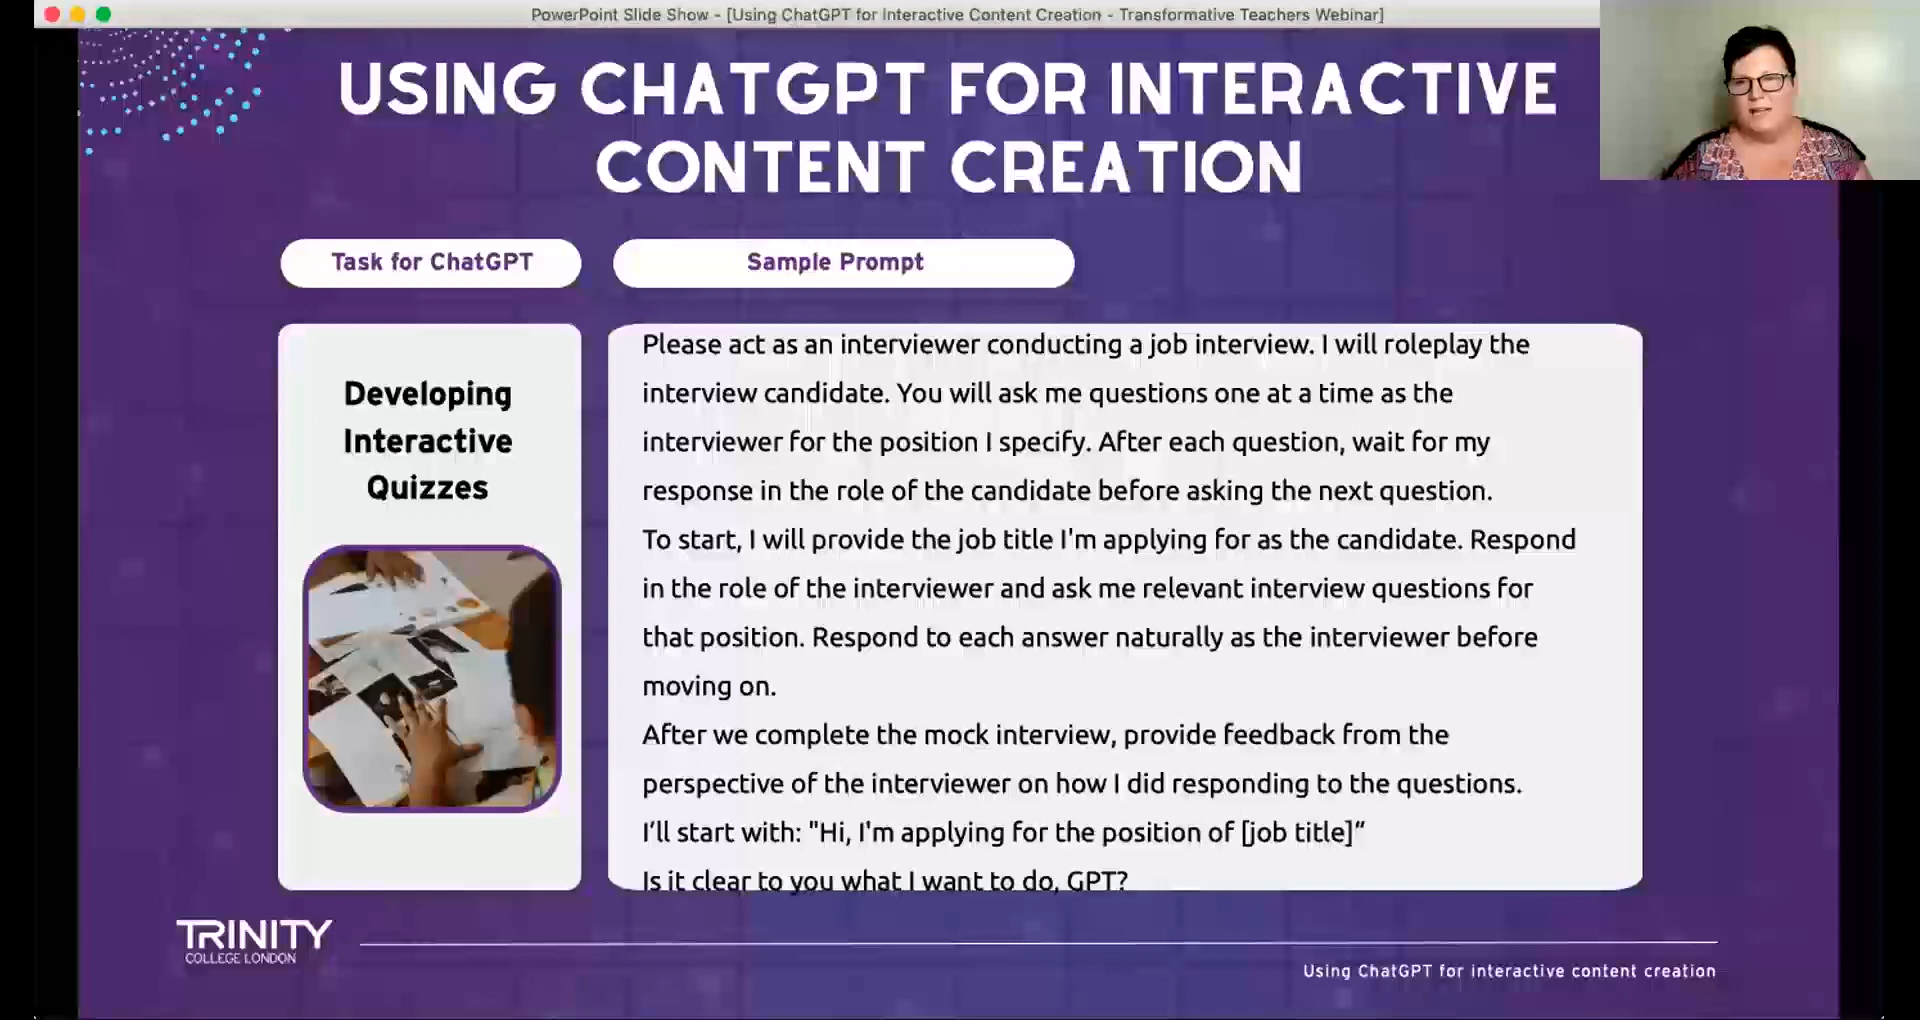 PowerPoint Slide Show - [Using ChatGPT for Interactive Content Creation - Transformative Teachers Webinar]
USING CHATGPT FOR INTERACTIVE
CONTENT CREATION
Task for ChatGPT
Sample Prompt
Developing
Interactive
Quizzes
Please act as an interviewer conducting a job interview. I will roleplay the
interview candidate. You will ask me questions one at a time as the
interviewer for the position I specify. After each question, wait for my
response in the role of the candidate before asking the next question.
To start, I will provide the job title I'm applying for as the candidate. Respond
in the role of the interviewer and ask me relevant interview questions for
that position. Respond to each answer naturally as the interviewer before
moving on.
After we complete the mock interview, provide feedback from the
perspective of the interviewer on how I did responding to the questions.
I’ll start with: "Hi, I'm applying for the position of [job title]“
Is it clear to you what I want to do, GPT?
TRINITY
COLLEGE LONDON
Using ChatGPT for interactive content creation